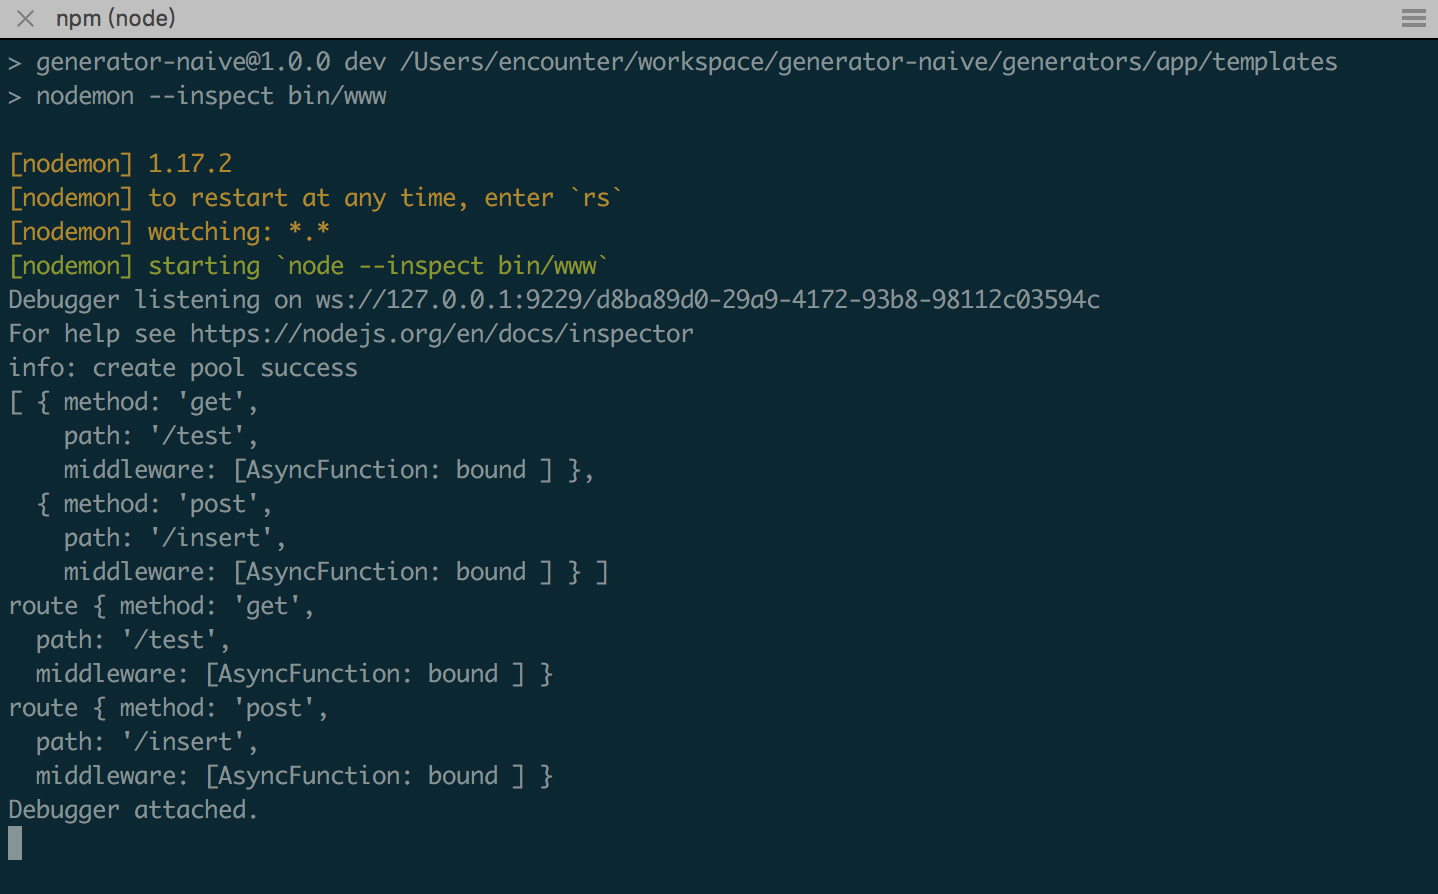 npm (node)
> generator-naive@1.0.0 dev /Users/encounter/workspace/generator-naive/generators/app/templates
> nodemon --inspect bin/www
[nodemon] 1.17.2
[nodemon] to restart at any time, enter `rs`
[nodemon] watching: *.*
[nodemon] starting `node --inspect bin/www`
Debugger listening on ws://127.0.0.1:9229/d8ba89d0-29a9-4172-93b8-98112c03594c
For help see https://nodejs.org/en/docs/inspector
info: create pool success
[ { method: 'get',
    path: '/test',
    middleware: [AsyncFunction: bound ] },
  { method: 'post',
    path: '/insert',
    middleware: [AsyncFunction: bound ] } ]
route { method: 'get',
  path: '/test',
  middleware: [AsyncFunction: bound ] }
route { method: 'post',
  path: '/insert',
  middleware: [AsyncFunction: bound ] }
Debugger attached.